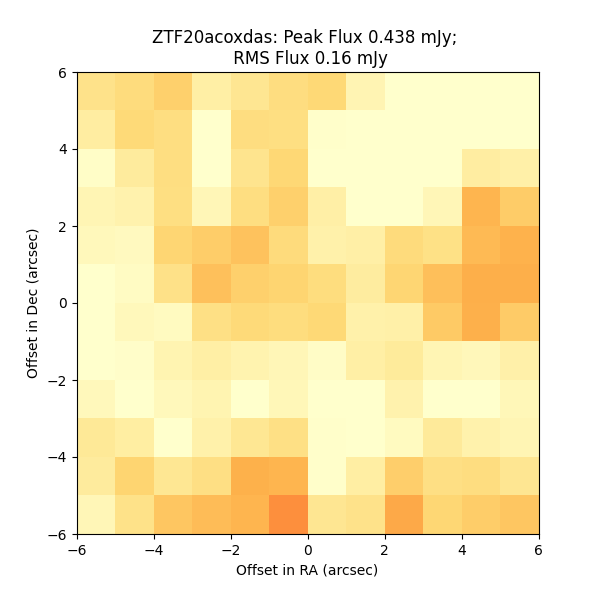 ZTF20acoxdas: Peak Flux 0.438 mJy;
RMS Flux 0.16 mJy
6
4
2
0
−2
−4
−6
Offset in Dec (arcsec)
−6 −4 −2 0 2 4 6
Offset in RA (arcsec)